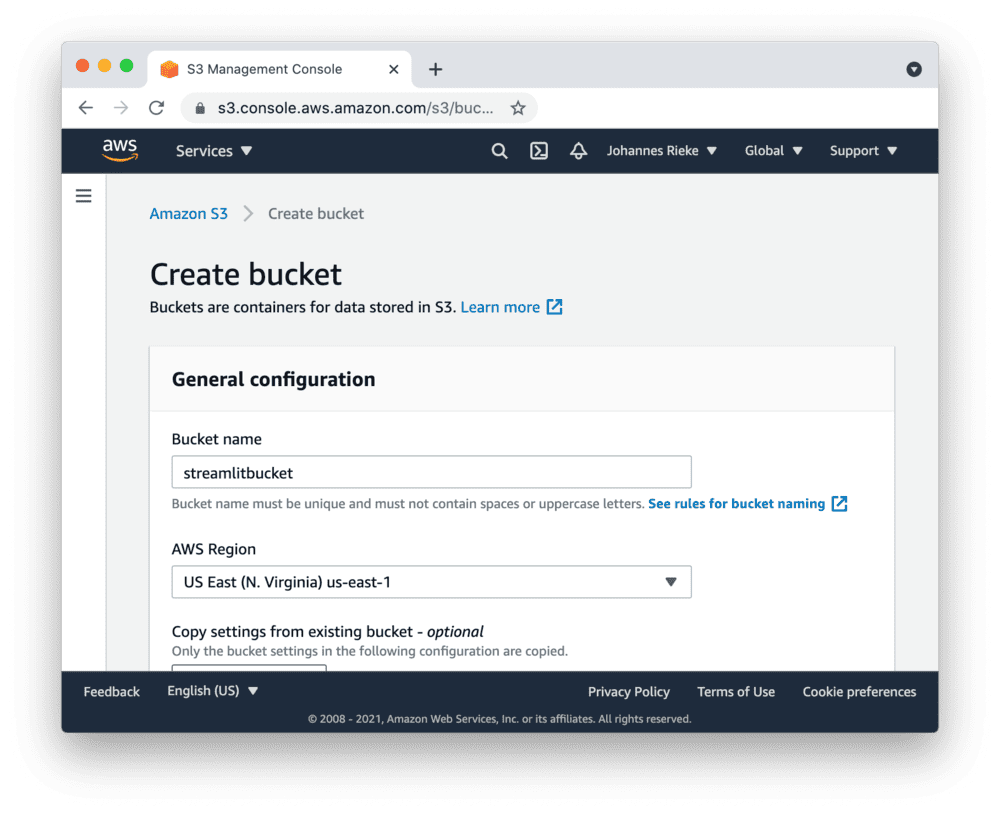 S3 Management Console
s3.console.aws.amazon.com/s3/buc...
aws Services Johannes Rieke Global Support
Amazon S3 Create bucket
Create bucket
Buckets are containers for data stored in S3. Learn more
General configuration
Bucket name
streamlitbucket
Bucket name must be unique and must not contain spaces or uppercase letters. See rules for bucket naming
AWS Region
US East (N. Virginia) us-east-1
Copy settings from existing bucket - optional
Only the bucket settings in the following configuration are copied.
Feedback English (US) Privacy Policy Terms of Use Cookie preferences
© 2008 - 2021, Amazon Web Services, Inc. or its affiliates. All rights reserved.